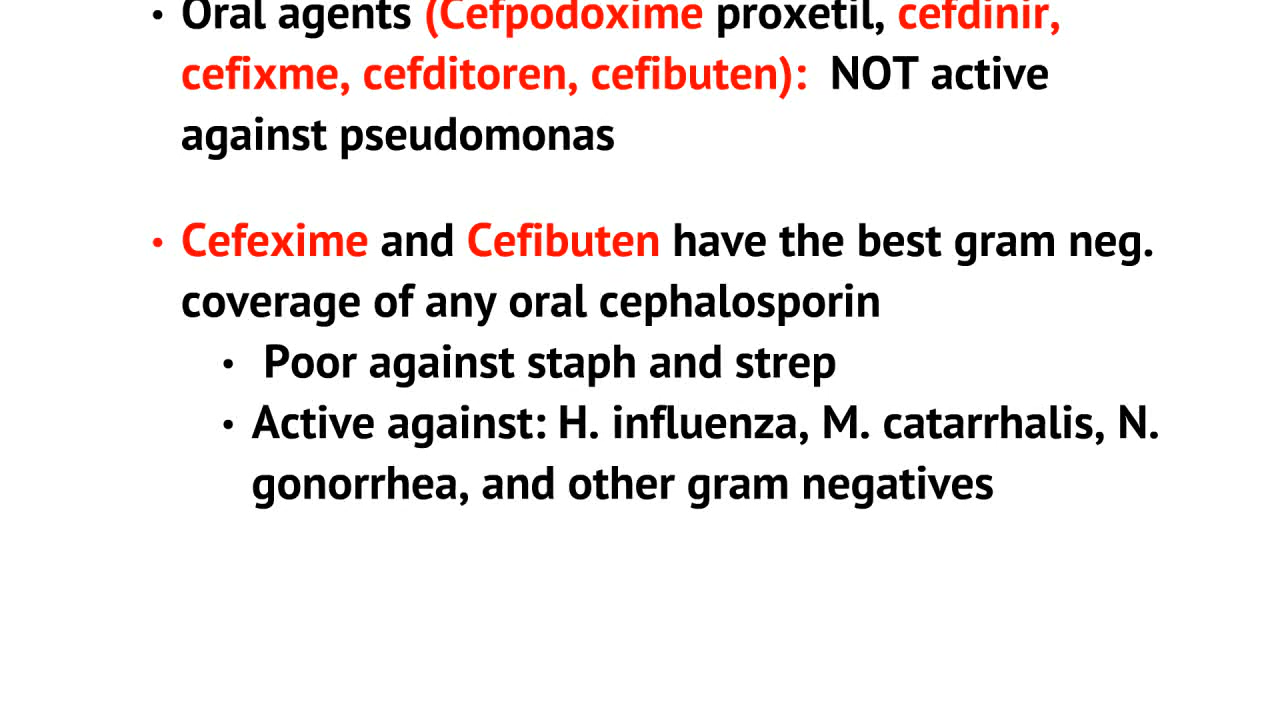 • Oral agents (Cefpodoxime proxetil, cefdinir,
cefixme, cefditoren, cefibuten): NOT active
against pseudomonas
• Cefexime and Cefibuten have the best gram neg.
coverage of any oral cephalosporin
• Poor against staph and strep
• Active against: H. influenza, M. catarrhalis, N.
gonorrhea, and other gram negatives